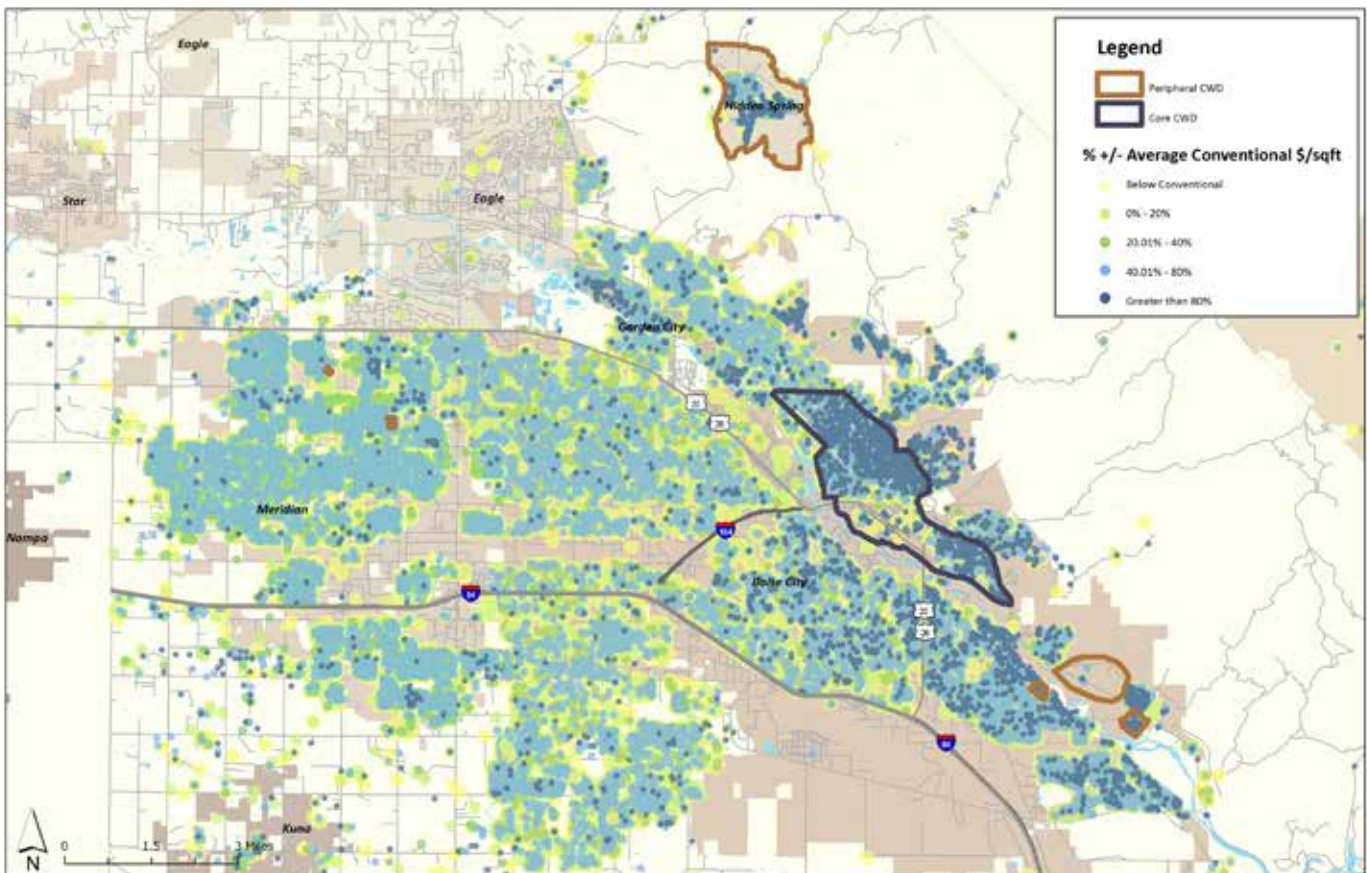 Eagle
Legend
Peripheral CWD
Core CWD
% +/- Average Conventional $/sqft
Below Conventional
0% - 20%
20.01% - 40%
40.01% - 80%
Greater than 80%
Hidden Spring
Star
Eagle
Garden City
20
26
Meridian
Nampa
184
Boise City
84
20
26
84
Kuna
0 1.5 3 Miles
N